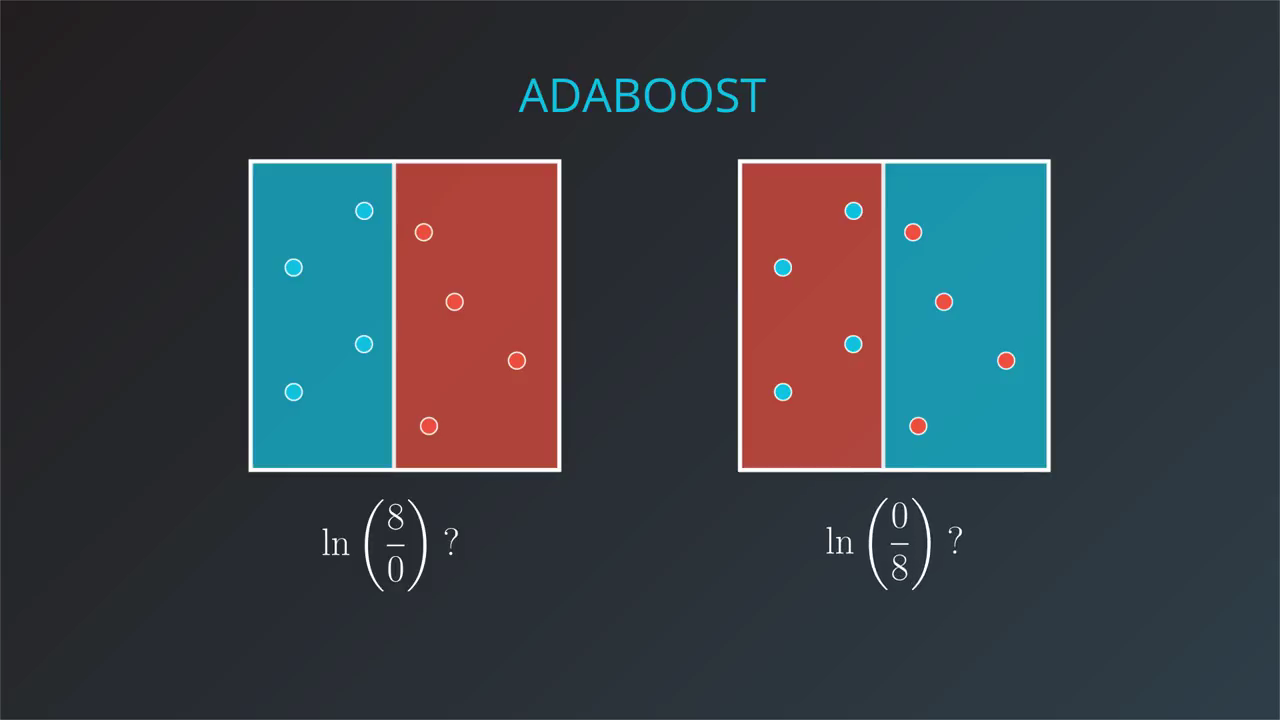 ADABOOST
ln (8/0) ?
ln (0/8) ?